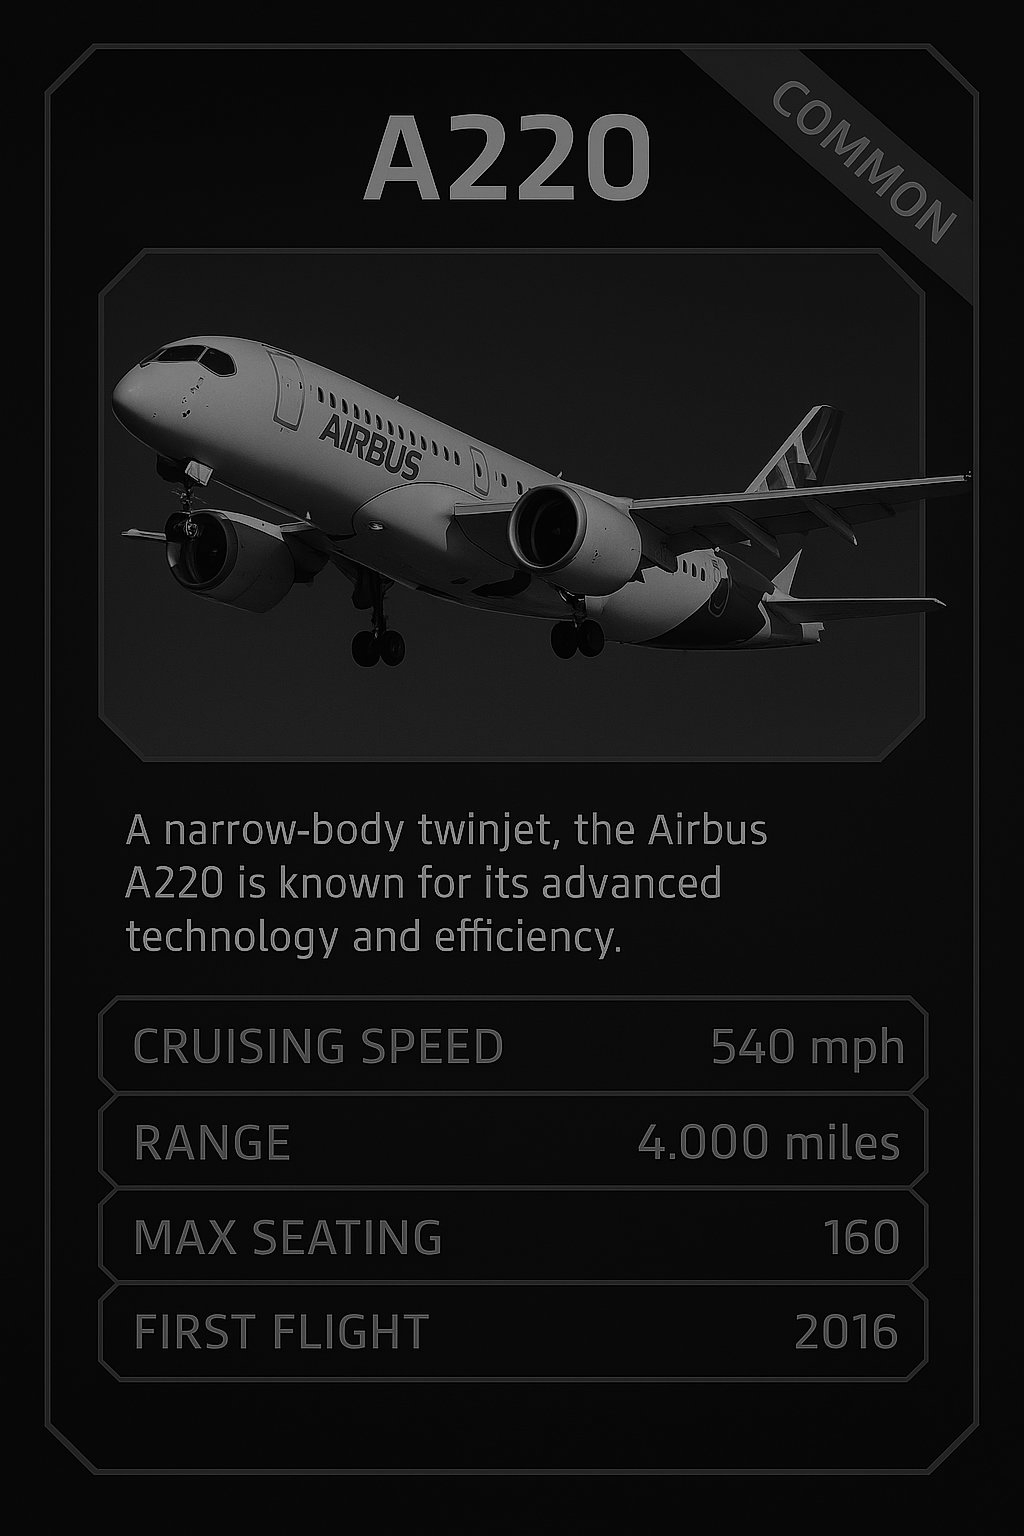 A220
COMMON
AIRBUS
A narrow-body twinjet, the Airbus
A220 is known for its advanced
technology and efficiency.
CRUISING SPEED 540 mph
RANGE 4.000 miles
MAX SEATING 160
FIRST FLIGHT 2016